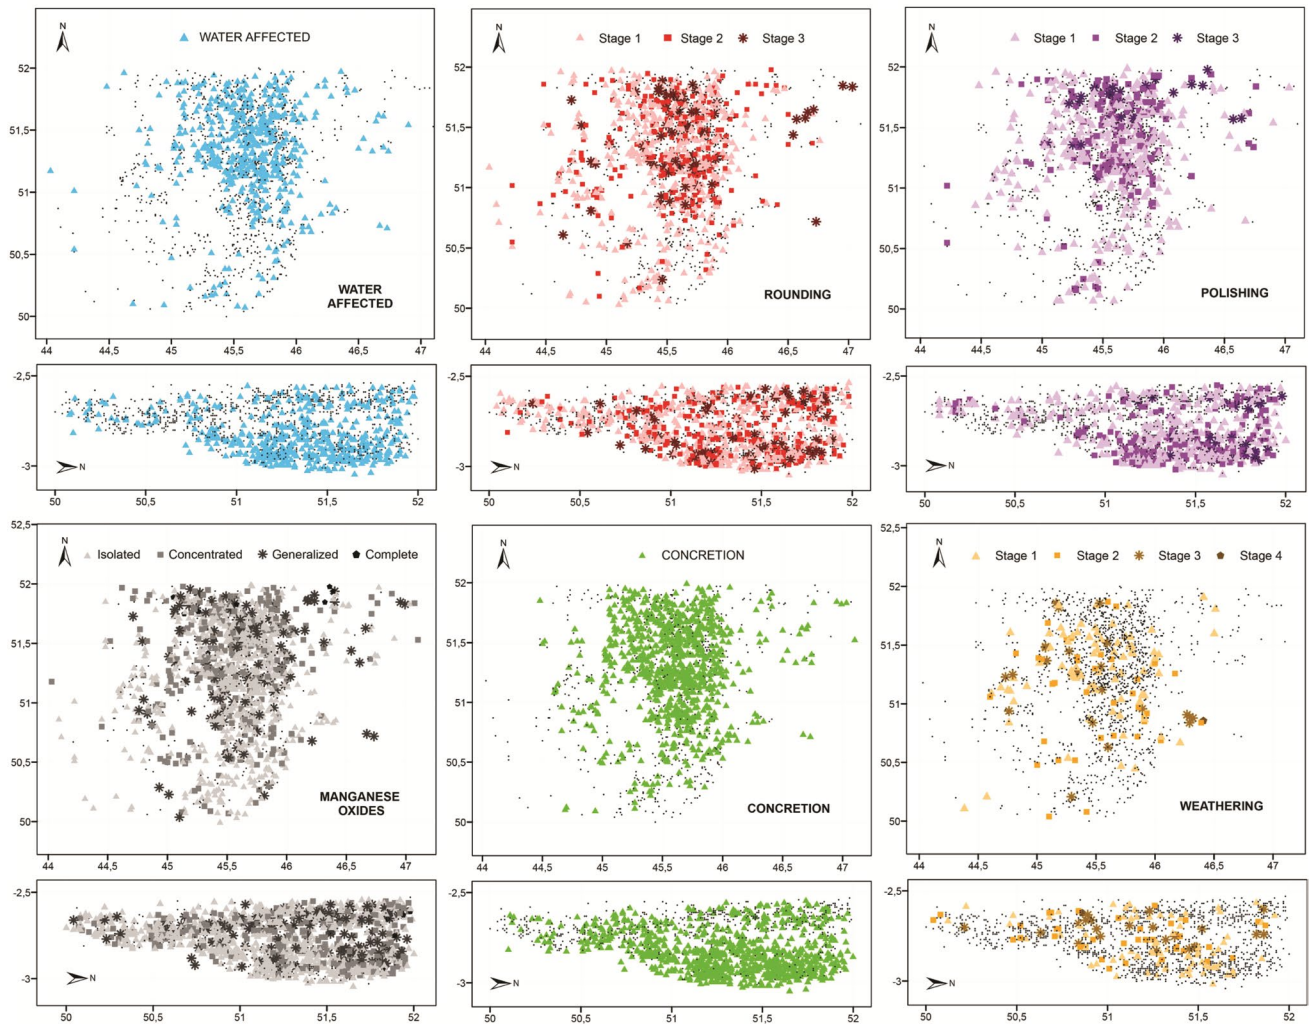 N
WATER AFFECTED
52
51,5
51
50,5
50
WATER
AFFECTED
44 44,5 45 45,5 46 46,5 47
-2,5
-3
N
50 50,5 51 51,5 52
N
Stage 1 Stage 2 Stage 3
52
51,5
51
50,5
50
ROUNDING
44 44,5 45 45,5 46 46,5 47
-2,5
-3
N
50 50,5 51 51,5 52
N
Stage 1 Stage 2 Stage 3
52
51,5
51
50,5
50
POLISHING
44 44,5 45 45,5 46 46,5 47
-2,5
-3
N
50 50,5 51 51,5 52
52,5
N
Isolated Concentrated Generalized Complete
52
51,5
51
50,5
50
MANGANESE
OXIDES
44 44,5 45 45,5 46 46,5 47
-2,5
-3
N
50 50,5 51 51,5 52
52,5
N
CONCRETION
52
51,5
51
50,5
50
CONCRETION
44 44,5 45 45,5 46 46,5 47
-2,5
-3
N
50 50,5 51 51,5 52
52,5
N
Stage 1 Stage 2 Stage 3 Stage 4
52
51,5
51
50,5
50
WEATHERING
44 44,5 45 45,5 46 46,5 47
-2,5
-3
N
50 50,5 51 51,5 52